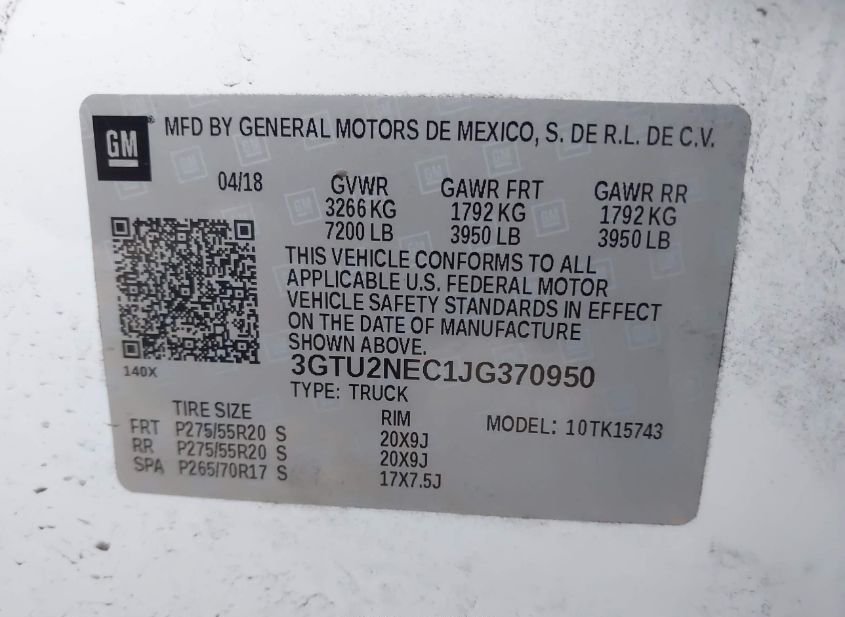 GM
MFD BY GENERAL MOTORS DE MEXICO, S. DE R.L. DE C.V.
04/18 GVWR GAWR FRT GAWR RR
3266 KG 1792 KG 1792 KG
7200 LB 3950 LB 3950 LB
THIS VEHICLE CONFORMS TO ALL
APPLICABLE U.S. FEDERAL MOTOR
VEHICLE SAFETY STANDARDS IN EFFECT
ON THE DATE OF MANUFACTURE
SHOWN ABOVE.
140X
3GTU2NEC1JG370950
TYPE: TRUCK
TIRE SIZE RIM MODEL: 10TK15743
FRT P275/55R20 S 20X9J
RR P275/55R20 S 20X9J
SPA P265/70R17 S 17X7.5J